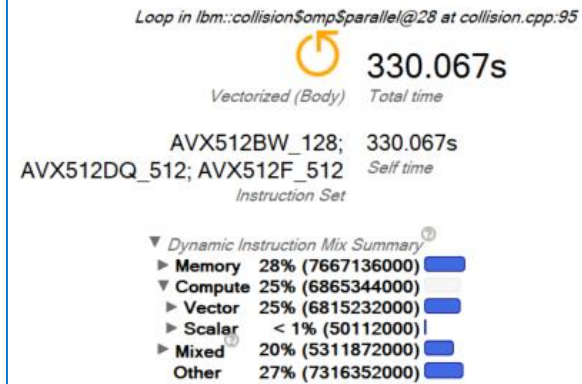 Loop in lbm::collision$omp$parallel@28 at collision.cpp:95
330.067s
Vectorized (Body) Total time
AVX512BW_128; 330.067s
AVX512DQ_512; AVX512F_512 Self time
Instruction Set
▼ Dynamic Instruction Mix Summary ?
▶ Memory 28% (7667136000)
▼ Compute 25% (6865344000)
▶ Vector 25% (6815232000)
▶ Scalar < 1% (50112000)
▶ Mixed ? 20% (5311872000)
Other 27% (7316352000)